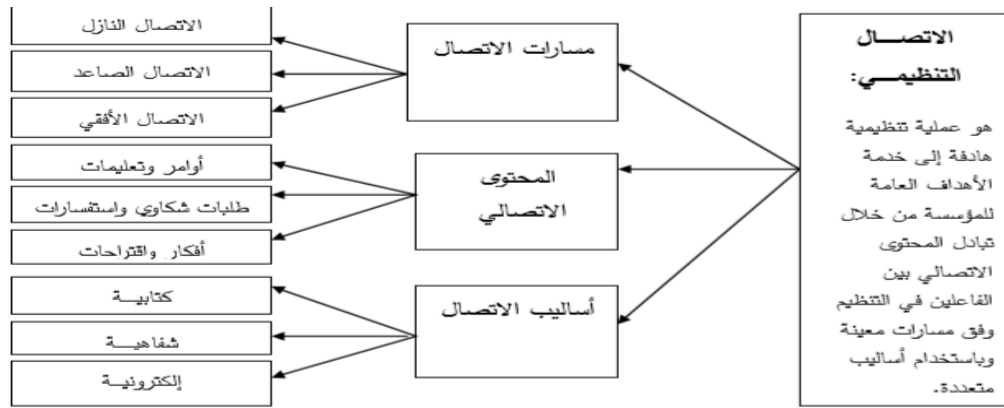 الاتصـــال
التنظيمـــي:
هو عملية تنظيمية
هادفة إلى خدمة
الأهداف العامة
للمؤسسة من خلال
تبادل المحتوى
الاتصالي بين
الفاعلين في التنظيم
وفق مسارات معينة
وباستخدام أساليب
متعددة.
مسارات الاتصال
الاتصال النازل
الاتصال الصاعد
الاتصال الأفقي
المحتوى
الاتصالي
أوامر وتعليمات
طلبات شكاوي واستفسارات
أفكار واقتراحات
أساليب الاتصال
كتابيـــة
شفاهيـــة
إلكترونيـــة